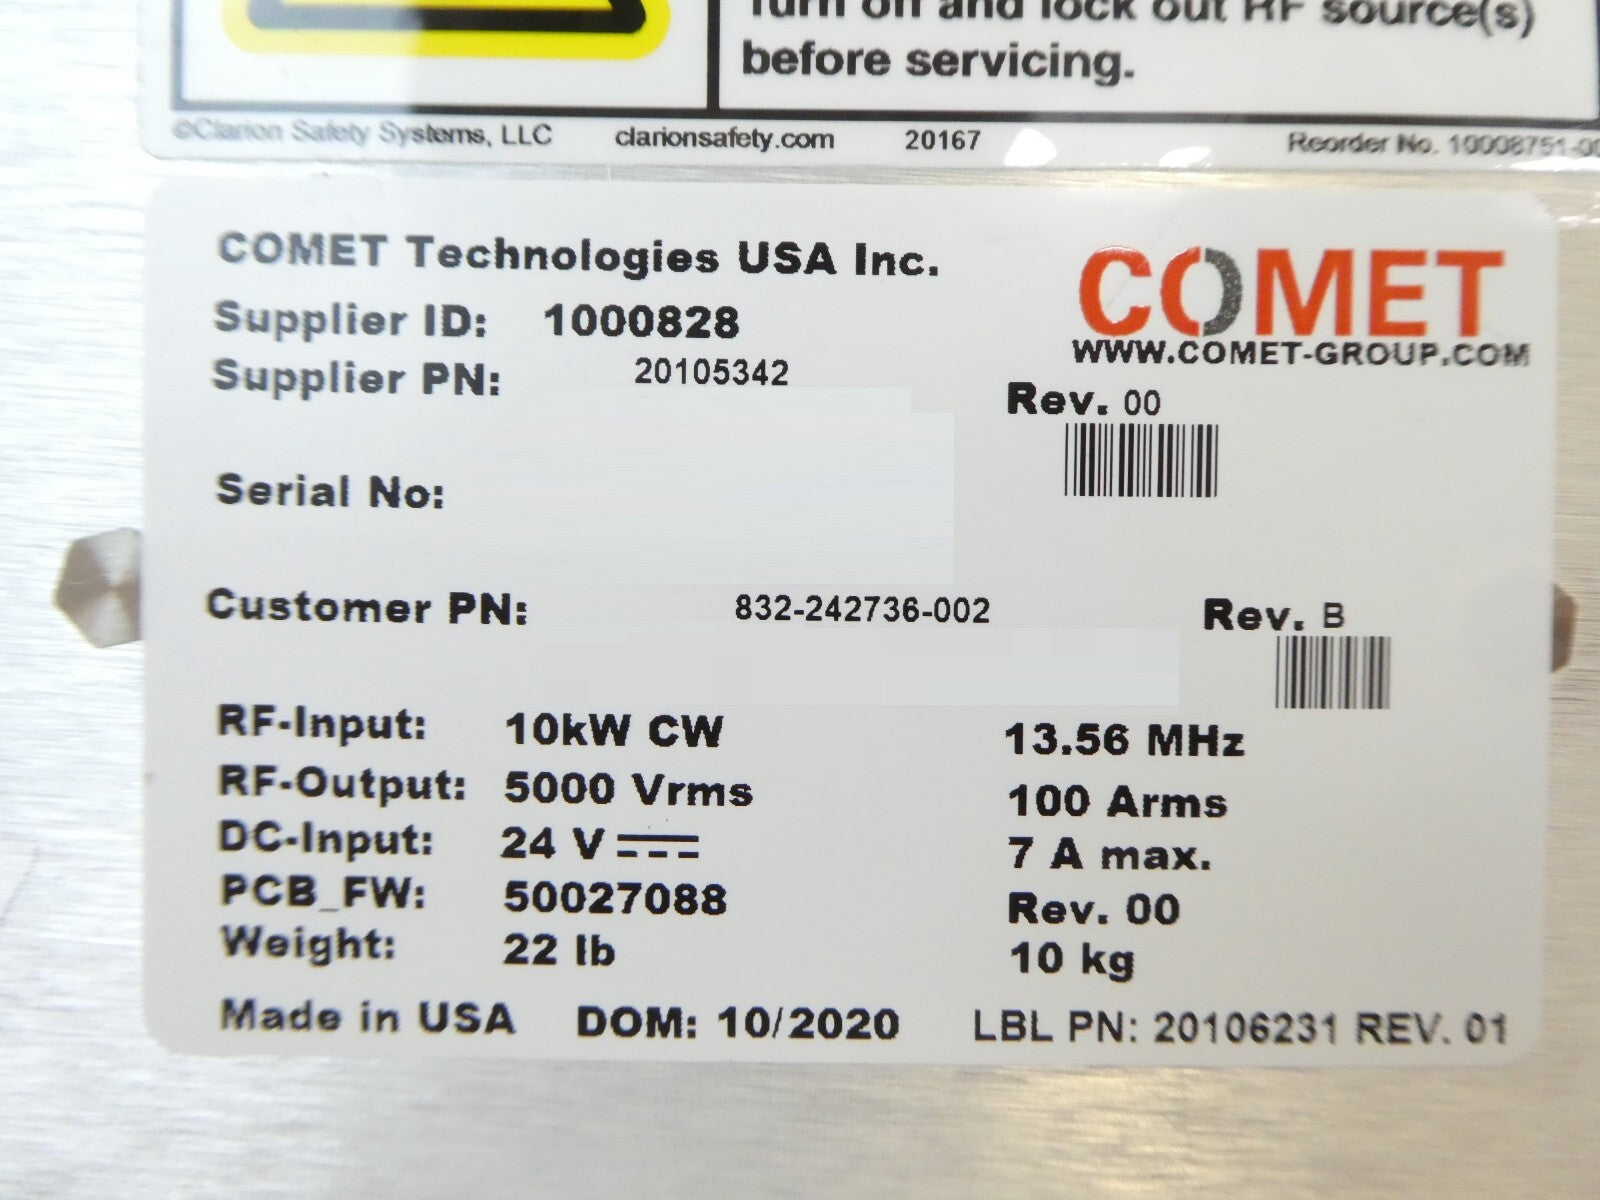 Turn off and lock out RF source(s)
before servicing.
©Clarion Safety Systems, LLC clarionsafety.com 20167 Reorder No. 10008751-00
COMET Technologies USA Inc.
COMET
WWW.COMET-GROUP.COM
Supplier ID: 1000828
Supplier PN: 20105342 Rev. 00
Serial No:
Customer PN: 832-242736-002 Rev. B
RF-Input: 10kW CW 13.56 MHz
RF-Output: 5000 Vrms 100 Arms
DC-Input: 24 V 7 A max.
PCB_FW: 50027088 Rev. 00
Weight: 22 lb 10 kg
Made in USA DOM: 10/2020 LBL PN: 20106231 REV. 01